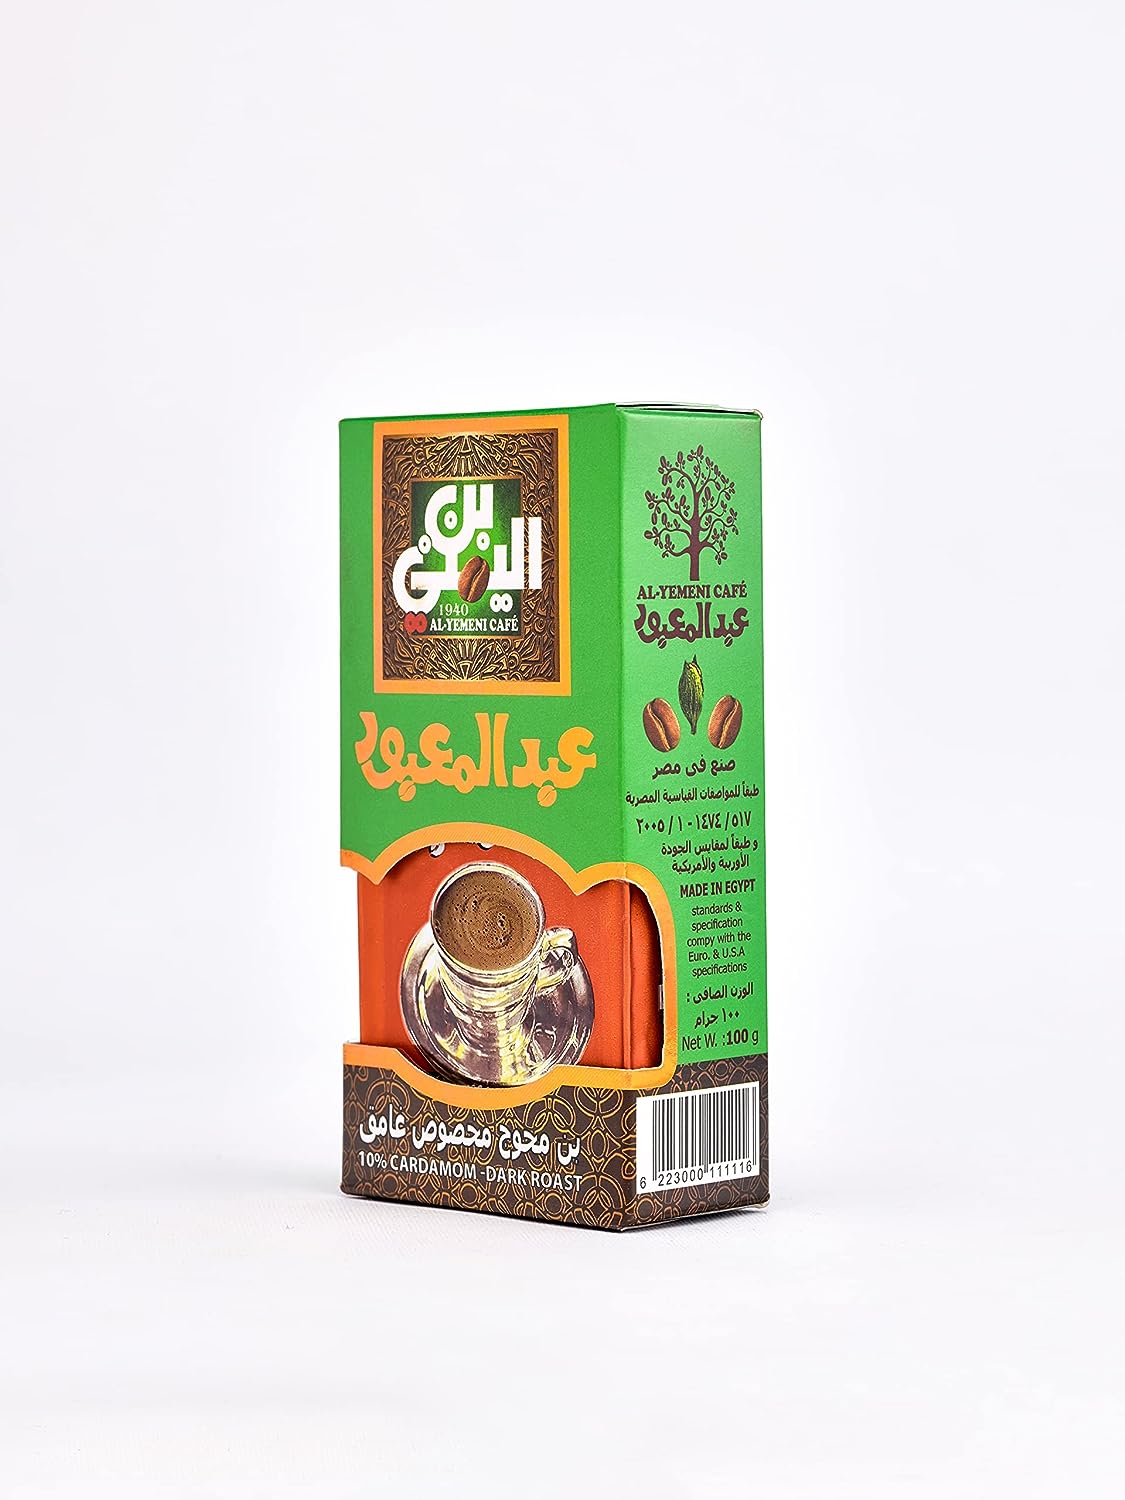 بن
اليمني
1940
AL-YEMENI CAFÉ
عبد المعبود
بن محوج مخصوص غامق
10% CARDAMOM -DARK ROAST
AL-YEMENI CAFÉ
عبد المعبود
صنع فى مصر
طبقاً للمواصفات القياسية المصرية
٥١٧ / ١٤٧٤ - ١ / ٢٠٠٥
و طبقاً لمقايس الجودة
الأوربية والأمريكية
MADE IN EGYPT
standards &
specification
compy with the
Euro. & U.S.A
specifications
الوزن الصافى :
١٠٠ جرام
Net W. :100 g
6 223000 111116